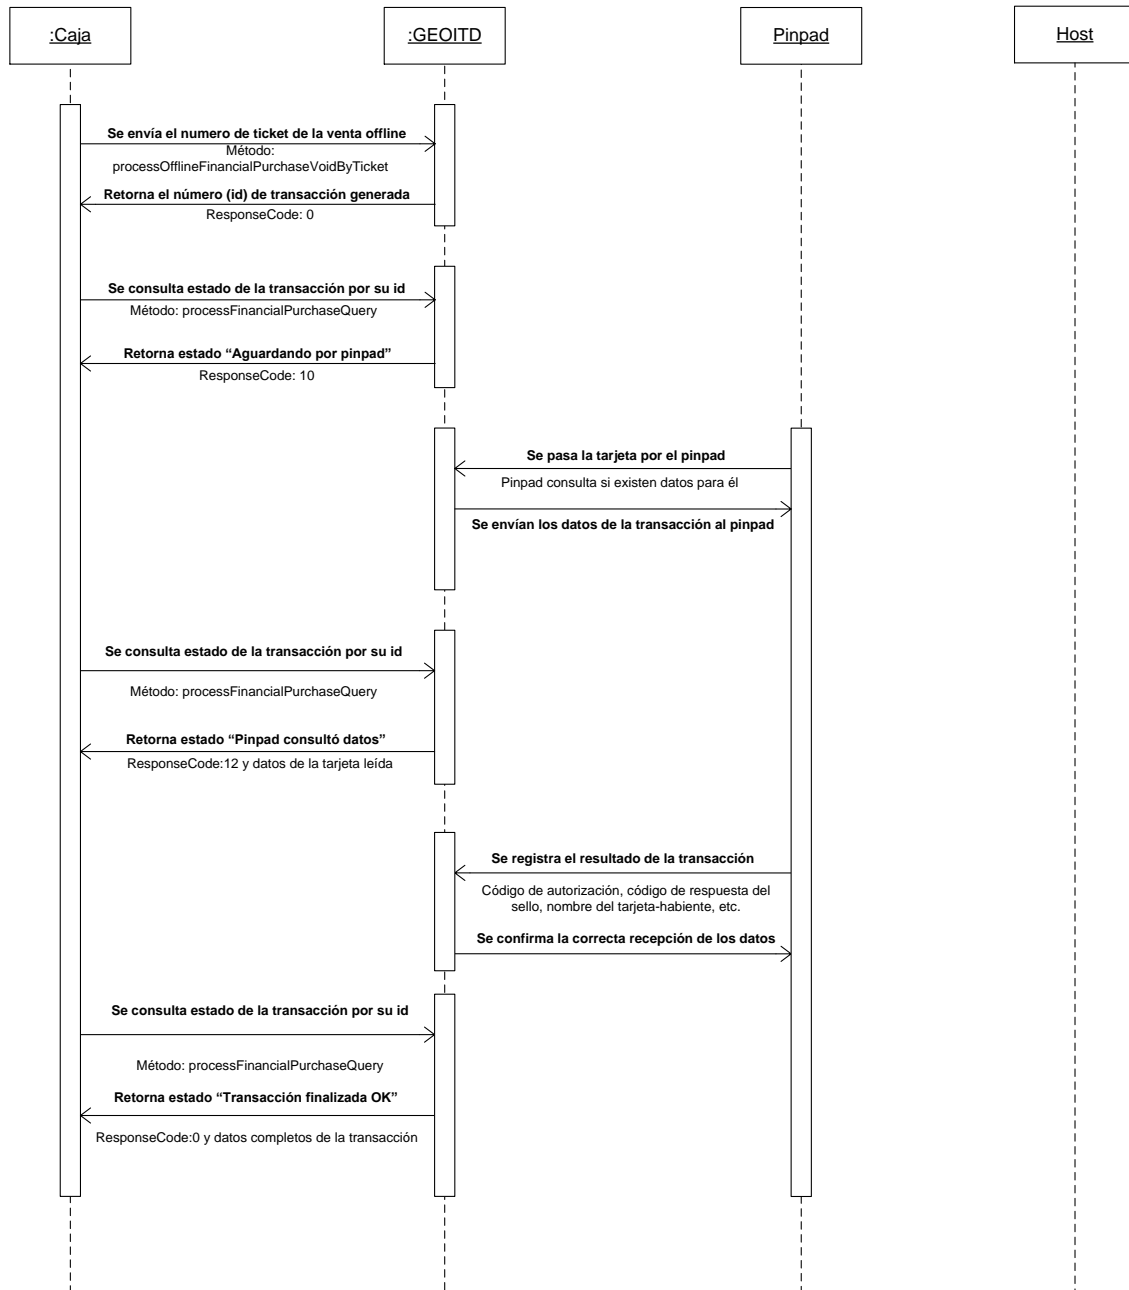 :Caja
:GEOITD
Pinpad
Host
Se envía el numero de ticket de la venta offline
Método:
processOfflineFinancialPurchaseVoidByTicket
Retorna el número (id) de transacción generada
ResponseCode: 0
Se consulta estado de la transacción por su id
Método: processFinancialPurchaseQuery
Retorna estado “Aguardando por pinpad”
ResponseCode: 10
Se pasa la tarjeta por el pinpad
Pinpad consulta si existen datos para él
Se envían los datos de la transacción al pinpad
Se consulta estado de la transacción por su id
Método: processFinancialPurchaseQuery
Retorna estado “Pinpad consultó datos”
ResponseCode:12 y datos de la tarjeta leída
Se registra el resultado de la transacción
Código de autorización, código de respuesta del
sello, nombre del tarjeta-habiente, etc.
Se confirma la correcta recepción de los datos
Se consulta estado de la transacción por su id
Método: processFinancialPurchaseQuery
Retorna estado “Transacción finalizada OK”
ResponseCode:0 y datos completos de la transacción